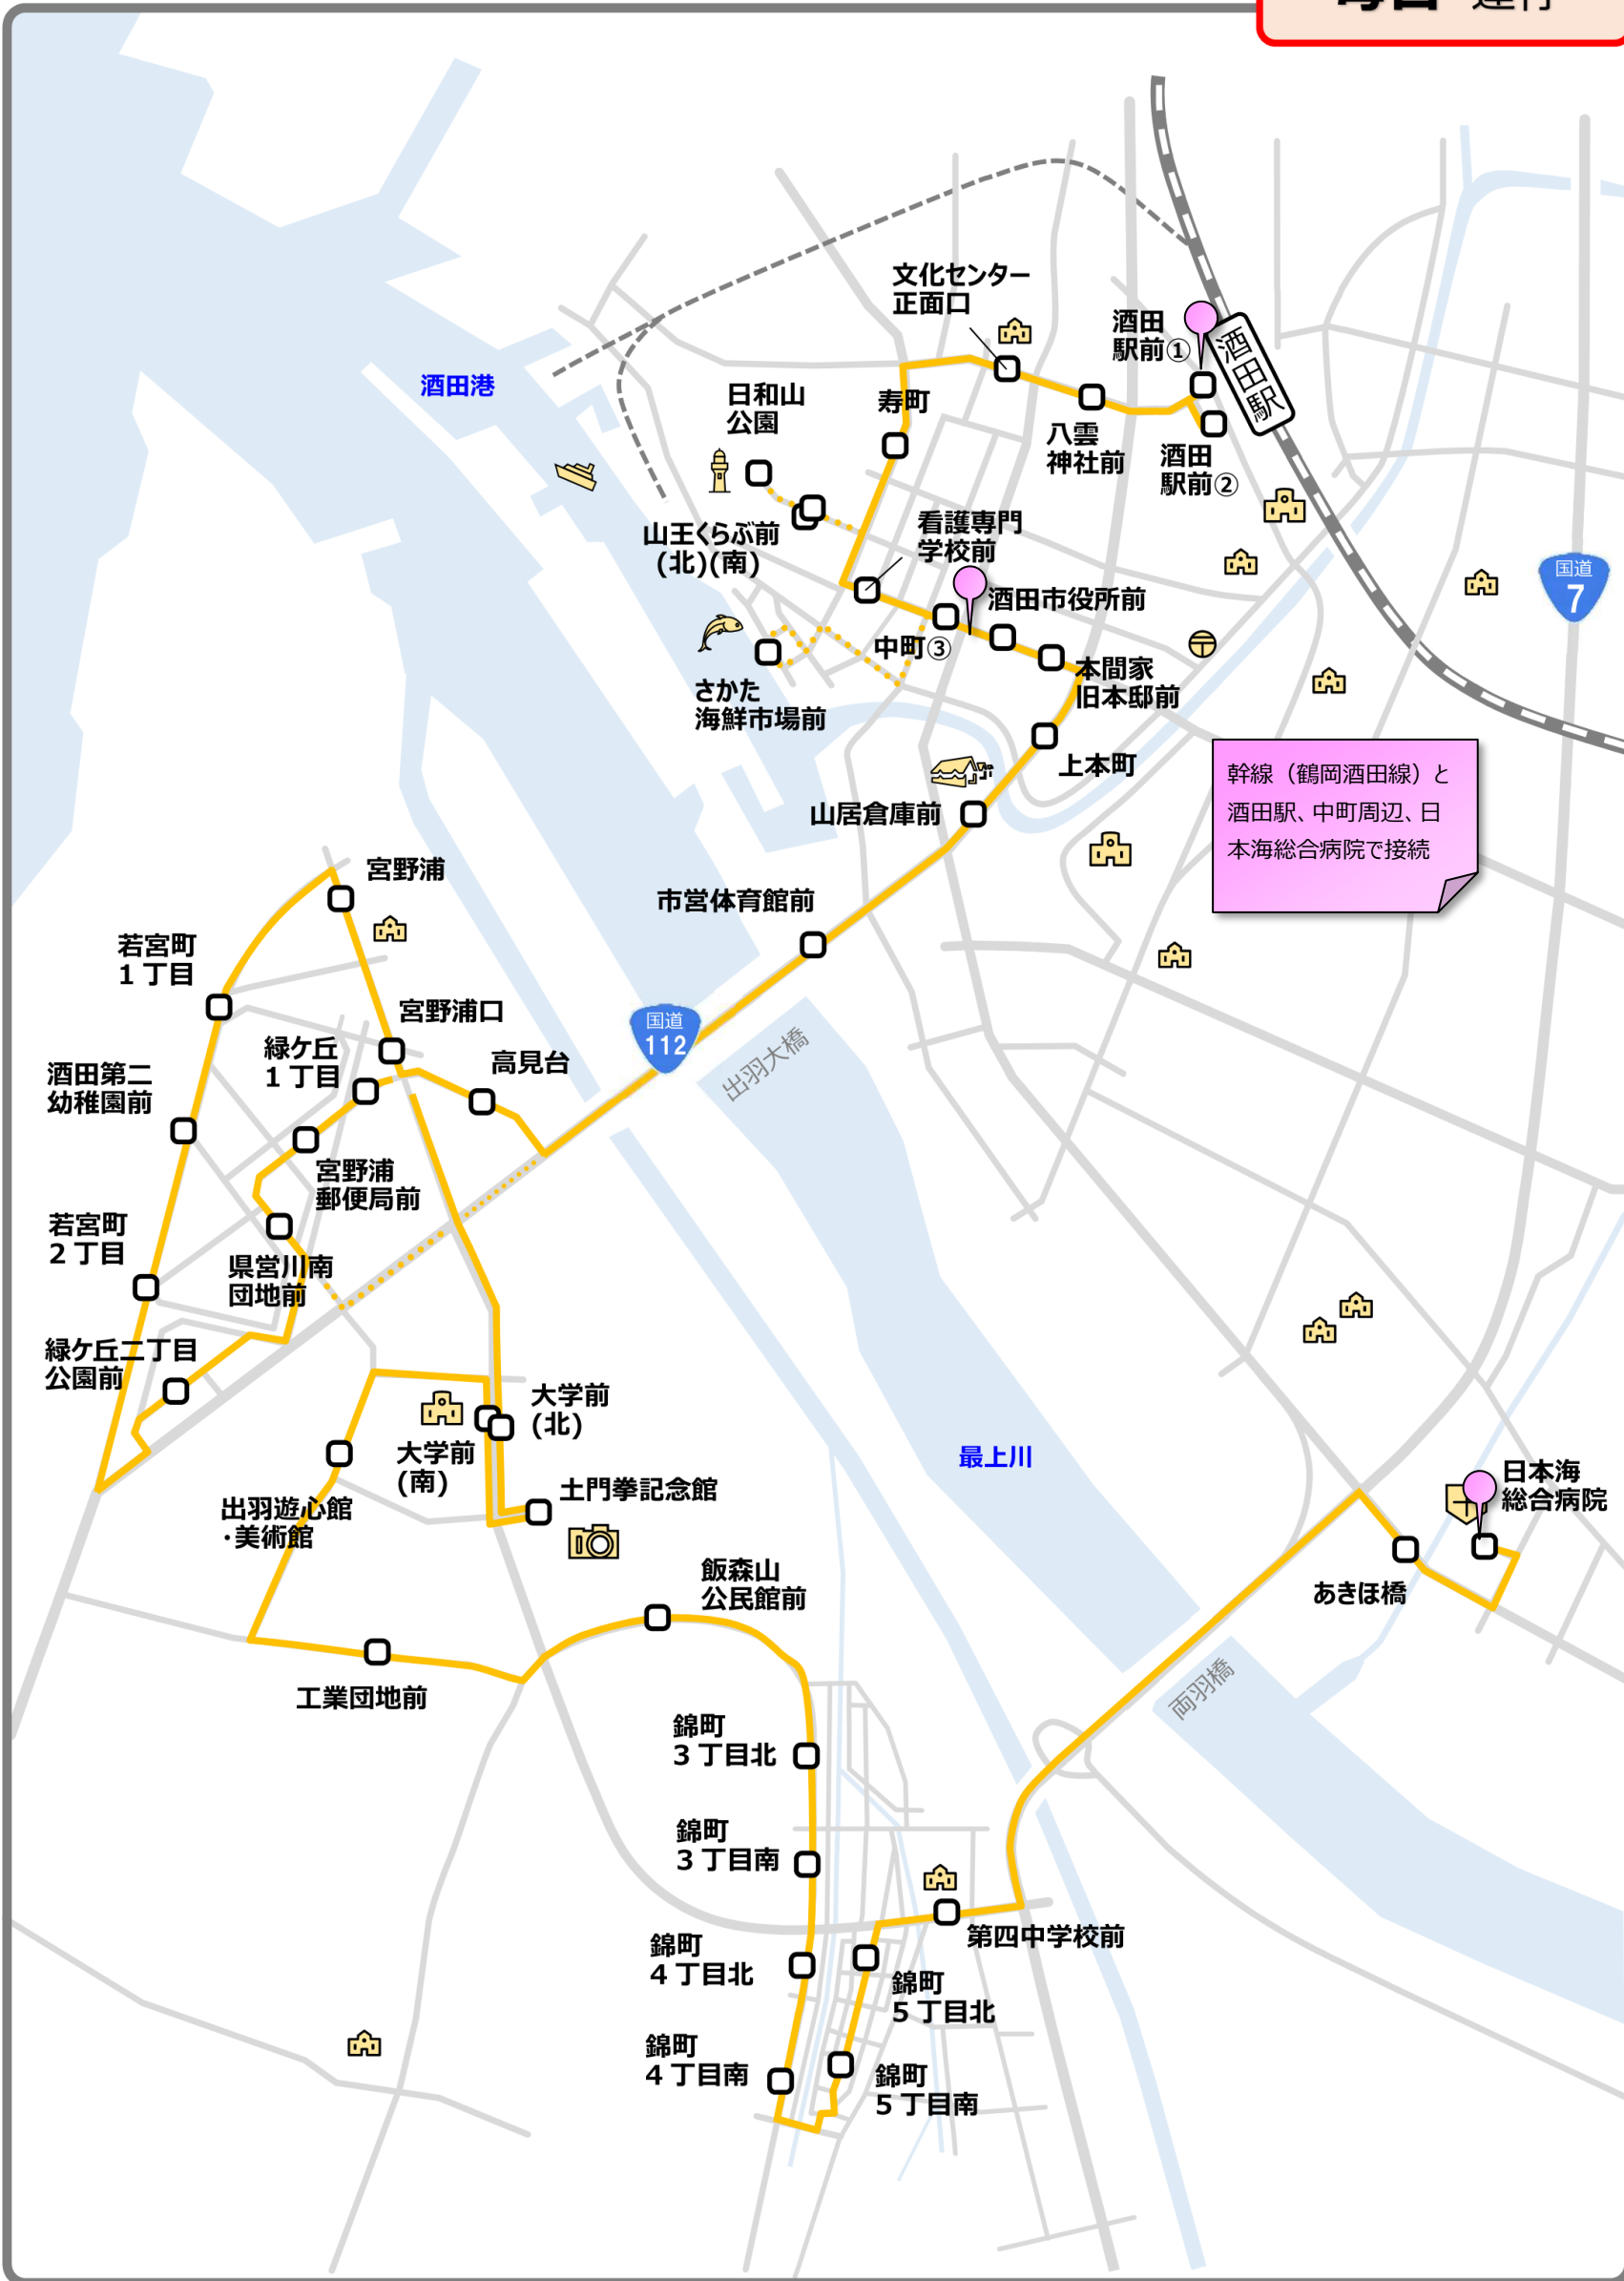 毎日 運行
文化センター
正面口
酒田
駅前①
酒田駅
酒田港
日和山
公園
寿町
八雲
神社前
酒田
駅前②
山王くらぶ前
(北)(南)
看護専門
学校前
国道
7
酒田市役所前
中町③
本間家
旧本邸前
さかた
海鮮市場前
上本町
山居倉庫前
幹線（鶴岡酒田線）と
酒田駅、中町周辺、日
本海総合病院で接続
宮野浦
市営体育館前
若宮町
1 丁目
宮野浦口
国道
112
出羽大橋
緑ケ丘
1 丁目
高見台
酒田第二
幼稚園前
宮野浦
郵便局前
若宮町
2 丁目
県営川南
団地前
緑ケ丘二丁目
公園前
大学前
(北)
大学前
(南)
最上川
日本海
総合病院
土門拳記念館
出羽遊心館
・美術館
飯森山
公民館前
あきほ橋
両羽橋
工業団地前
錦町
3 丁目北
錦町
3 丁目南
第四中学校前
錦町
4 丁目北
錦町
5 丁目北
錦町
4 丁目南
錦町
5 丁目南